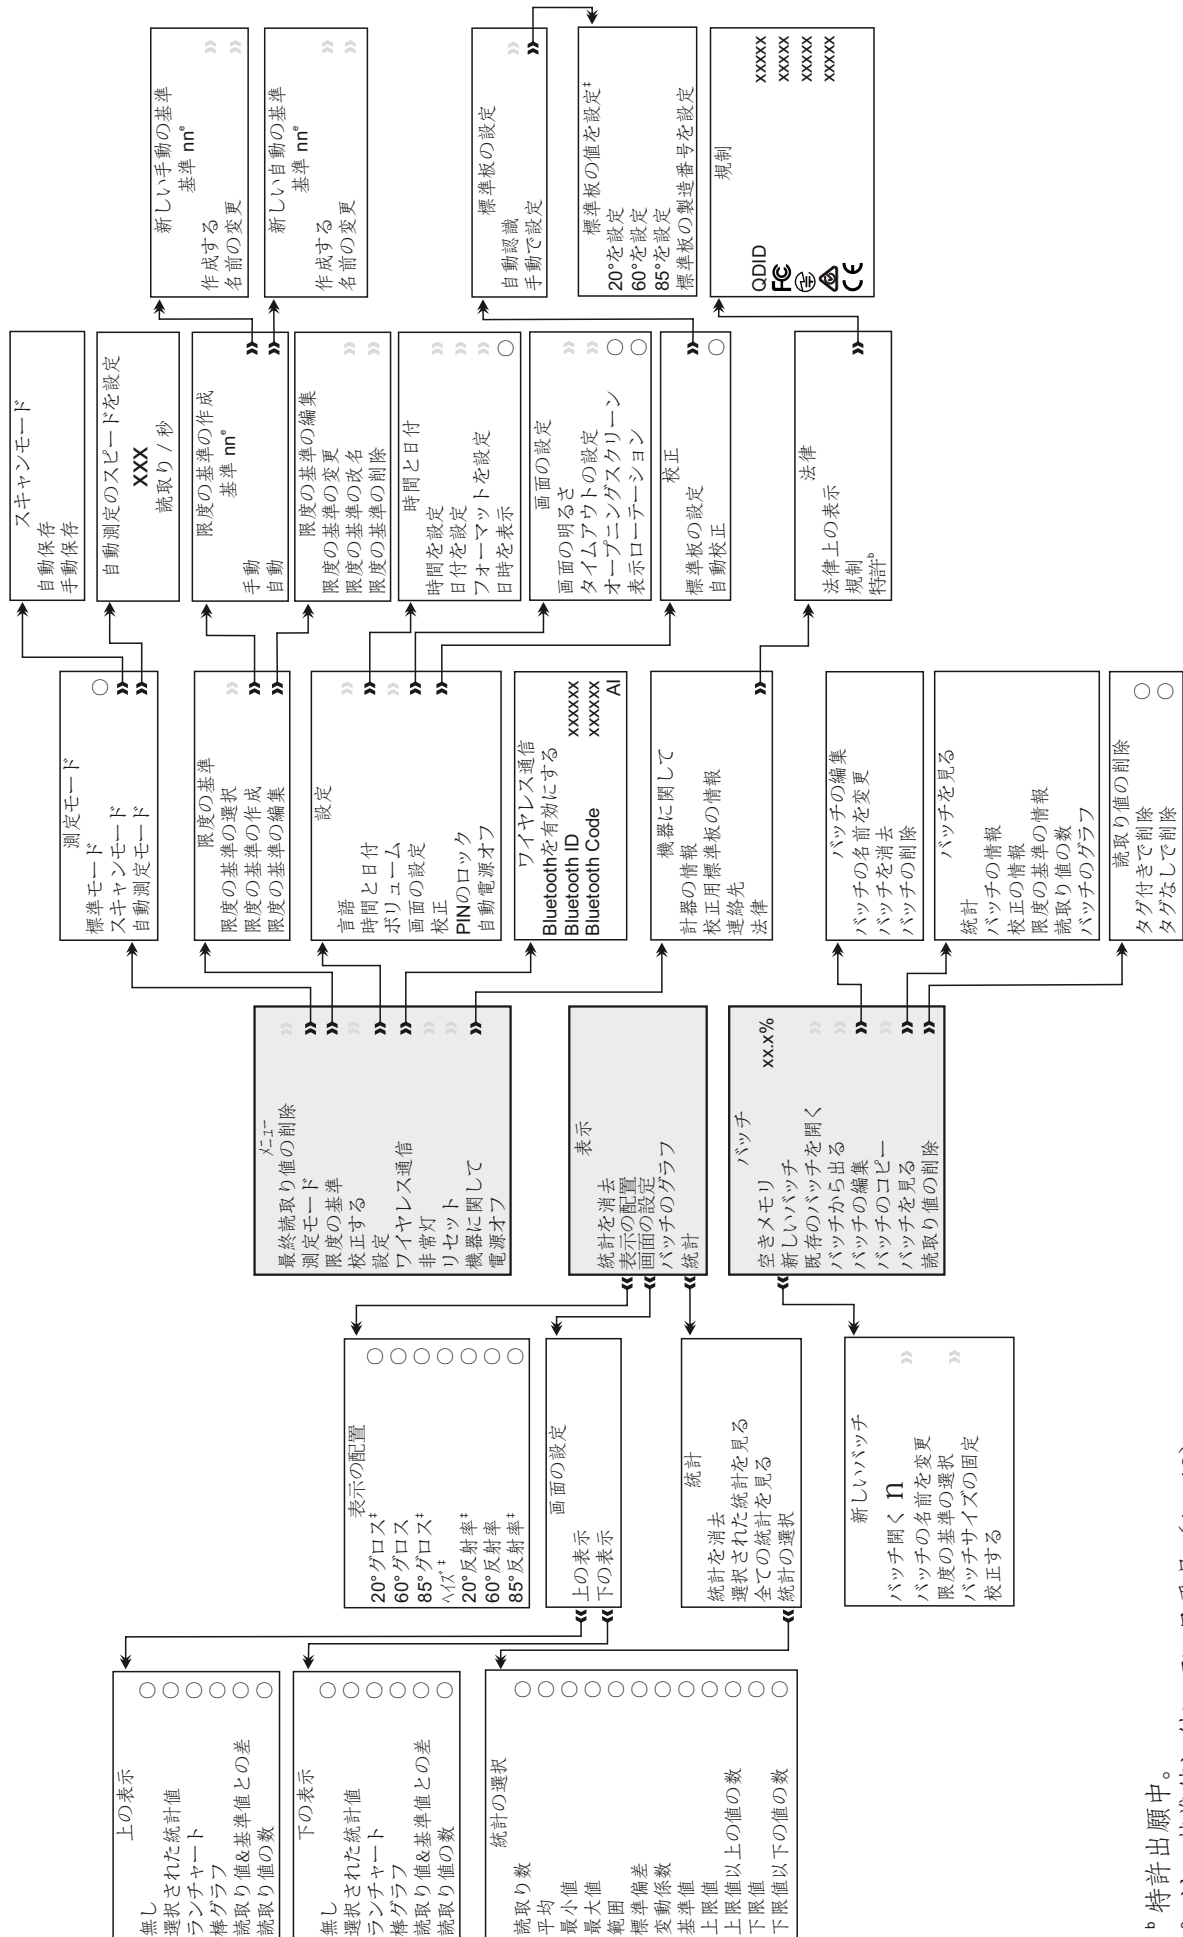 上の表示
無し
選択された統計値
ランチャート
棒グラフ
読取り値&基準値との差
読取り値の数
下の表示
無し
選択された統計値
ランチャート
棒グラフ
読取り値&基準値との差
読取り値の数
統計の選択
読取り数
平均
最小値
最大値
範囲
標準偏差
変動係数
基準値
上限値
上限値以上の値の数
下限値
下限値以下の値の数
表示の配置
20°グロス‡
60°グロス
85°グロス‡
ヘイズ‡
20°反射率‡
60°反射率
85°反射率‡
画面の設定
上の表示
下の表示
統計
統計を消去
選択された統計を見る
全ての統計を見る
統計の選択
新しいバッチ
バッチ開く n
バッチの名前を変更
限度の基準の選択
バッチサイズの固定
校正する
メニュー
最終読取り値の削除
測定モード
限度の基準
校正する
設定
ワイヤレス通信
非常灯
リセット
機器に関して
電源オフ
表示
統計を消去
表示の配置
画面の設定
バッチのグラフ
統計
バッチ
空きメモリ xx.x%
新しいバッチ
既存のバッチを開く
バッチから出る
バッチの編集
バッチのコピー
バッチを見る
読取り値の削除
測定モード
標準モード
スキャンモード
自動測定モード
限度の基準
限度の基準の選択
限度の基準の作成
限度の基準の編集
設定
言語
時間と日付
ボリューム
画面の設定
校正
PINのロック
自動電源オフ
ワイヤレス通信
Bluetoothを有効にする
Bluetooth ID xxxxxx
Bluetooth Code xxxxxx
AI
機器に関して
計器の情報
校正用標準板の情報
連絡先
法律
バッチの編集
バッチの名前を変更
バッチを消去
バッチの削除
バッチを見る
統計
バッチの情報
校正の情報
限度の基準の情報
読取り値の数
バッチのグラフ
読取り値の削除
タグ付きで削除
タグなしで削除
スキャンモード
自動保存
手動保存
自動測定のスピードを設定
XXX
読取り / 秒
限度の基準の作成
基準 nnᵉ
手動
自動
限度の基準の編集
限度の基準の変更
限度の基準の改名
限度の基準の削除
時間と日付
時間を設定
日付を設定
フォーマットを設定
日時を表示
画面の設定
画面の明るさ
タイムアウトの設定
オープニングスクリーン
表示ローテーション
校正
標準板の設定
自動校正
法律
法律上の表示
規制
特許ᵇ
新しい手動の基準
基準 nnᵉ
作成する
名前の変更
新しい自動の基準
基準 nnᵉ
作成する
名前の変更
標準板の設定
自動認識
手動で設定
標準板の値を設定‡
20°を設定
60°を設定
85°を設定
標準板の製造番号を設定
規制
QDID xxxxx
FC xxxxx
xxxxx
xxxxx
CE
ᵇ 特許出願中。